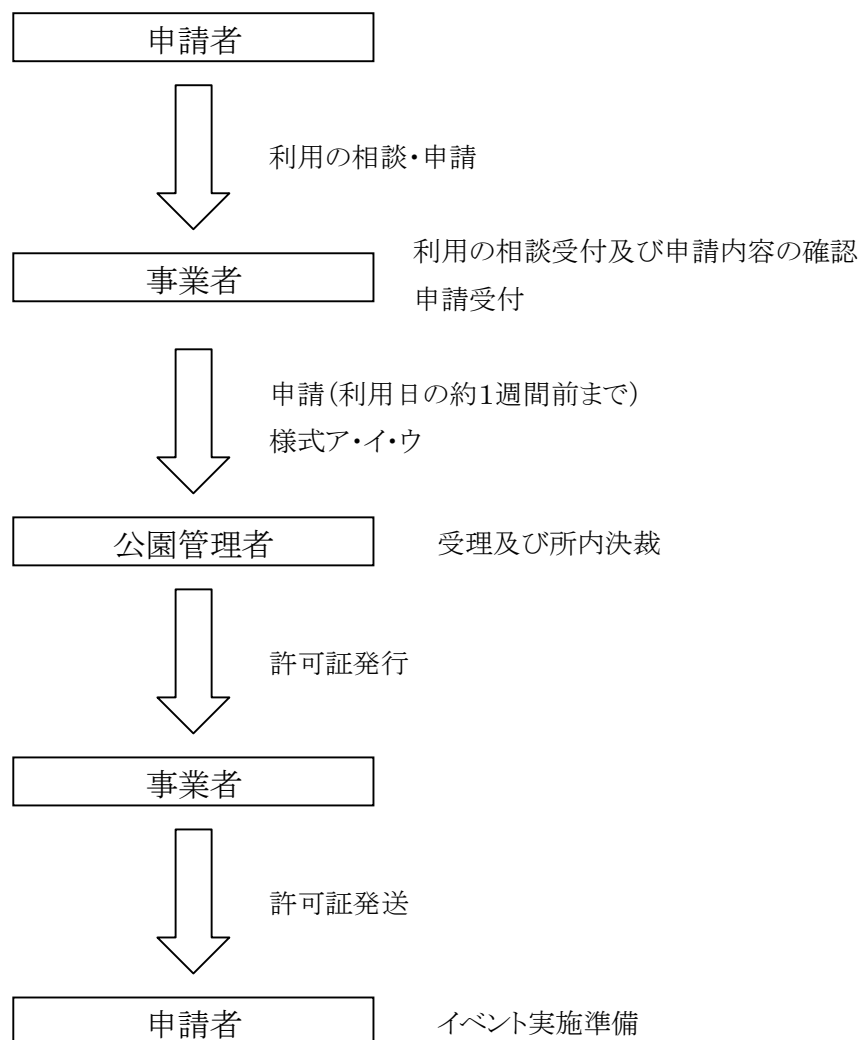 申請者
利用の相談・申請
事業者
利用の相談受付及び申請内容の確認
申請受付
申請(利用日の約1週間前まで)
様式ア・イ・ウ
公園管理者
受理及び所内決裁
許可証発行
事業者
許可証発送
申請者
イベント実施準備